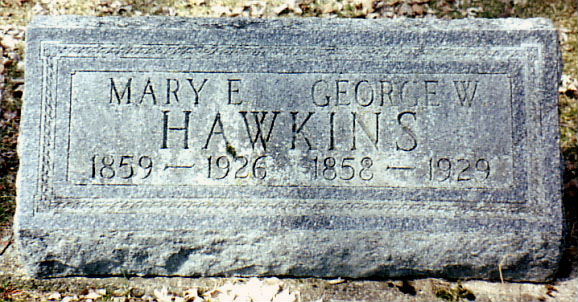 MARY E GEORGE W
HAWKINS
1859 — 1926 1858 — 1929